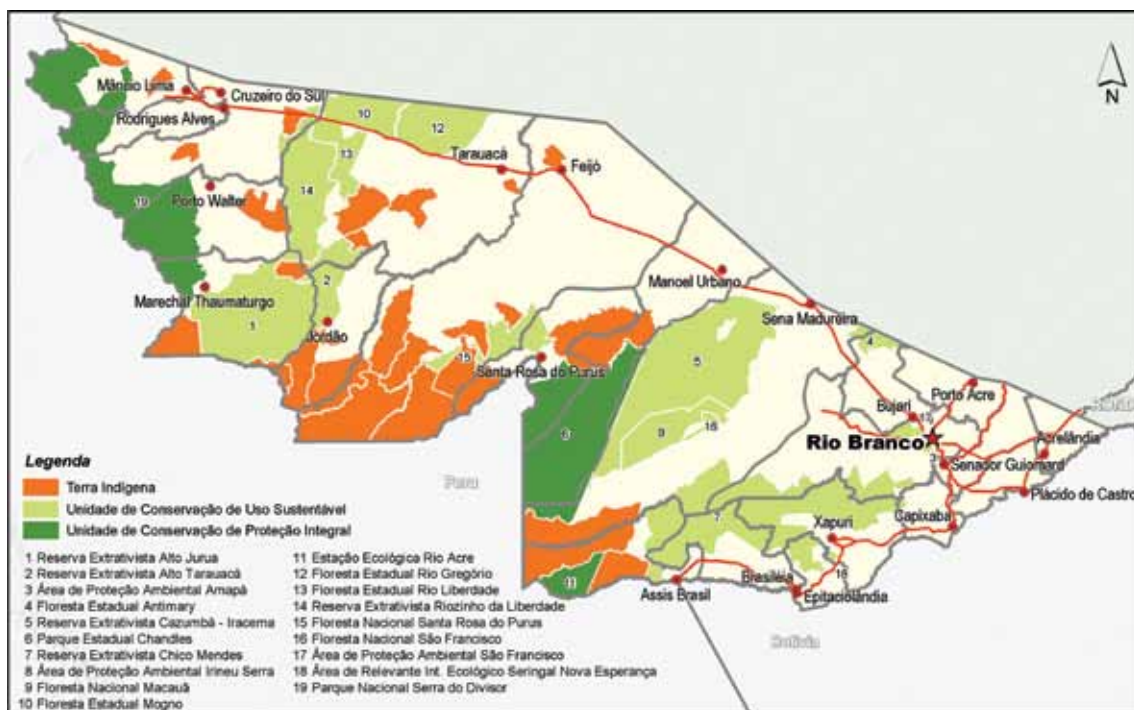 N
Mâncio Lima
Cruzeiro do Sul
Rodrigues Alves
10
12
13
Tarauacá
Feijó
14
19
Porto Walter
Manoel Urbano
Marechal Thaumaturgo
2
1
Jordão
Sena Madureira
15
Santa Rosa do Purus
5
4
Porto Acre
Bujari
17
6
9
16
Rio Branco
Acrelândia
3
Senador Guiomard
Plácido de Castro
Peru
7
Xapuri
Capixaba
11
Assis Brasil
Brasiléia
18
Epitaciolândia
Bolívia
Legenda
Terra Indígena
Unidade de Conservação de Uso Sustentável
Unidade de Conservação de Proteção Integral
1 Reserva Extrativista Alto Jurua
2 Reserva Extrativista Alto Tarauacá
3 Área de Proteção Ambiental Amapá
4 Floresta Estadual Antimary
5 Reserva Extrativista Cazumbá - Iracema
6 Parque Estadual Chandles
7 Reserva Extrativista Chico Mendes
8 Área de Proteção Ambiental Irineu Serra
9 Floresta Nacional Macauã
10 Floresta Estadual Mogno
11 Estação Ecológica Rio Acre
12 Floresta Estadual Rio Gregório
13 Floresta Estadual Rio Liberdade
14 Reserva Extrativista Riozinho da Liberdade
15 Floresta Nacional Santa Rosa do Purus
16 Floresta Nacional São Francisco
17 Área de Proteção Ambiental São Francisco
18 Área de Relevante Int. Ecológico Seringal Nova Esperança
19 Parque Nacional Serra do Divisor